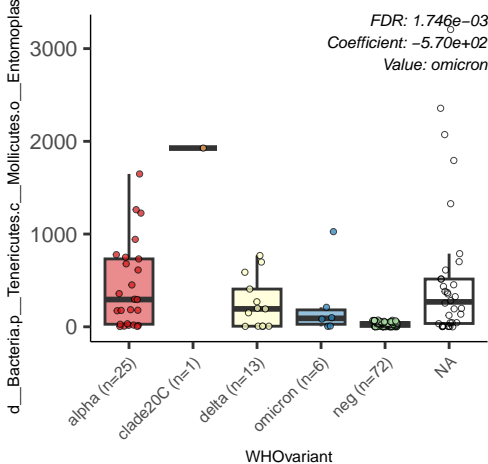 d__Bacteria.p__Tenericutes.c__Mollicutes.o__Entomoplas
FDR: 1.746e−03
Coefficient: −5.70e+02
Value: omicron
3000
2000
1000
0
alpha (n=25)
clade20C (n=1)
delta (n=13)
omicron (n=6)
neg (n=72)
NA
WHOvariant